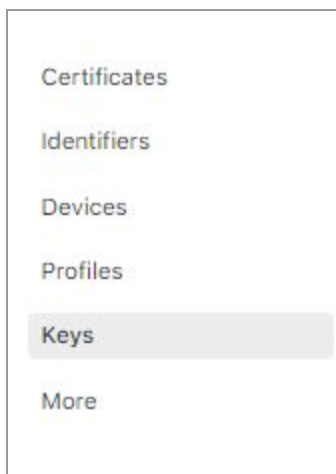 Certificates
Identifiers
Devices
Profiles
Keys
More